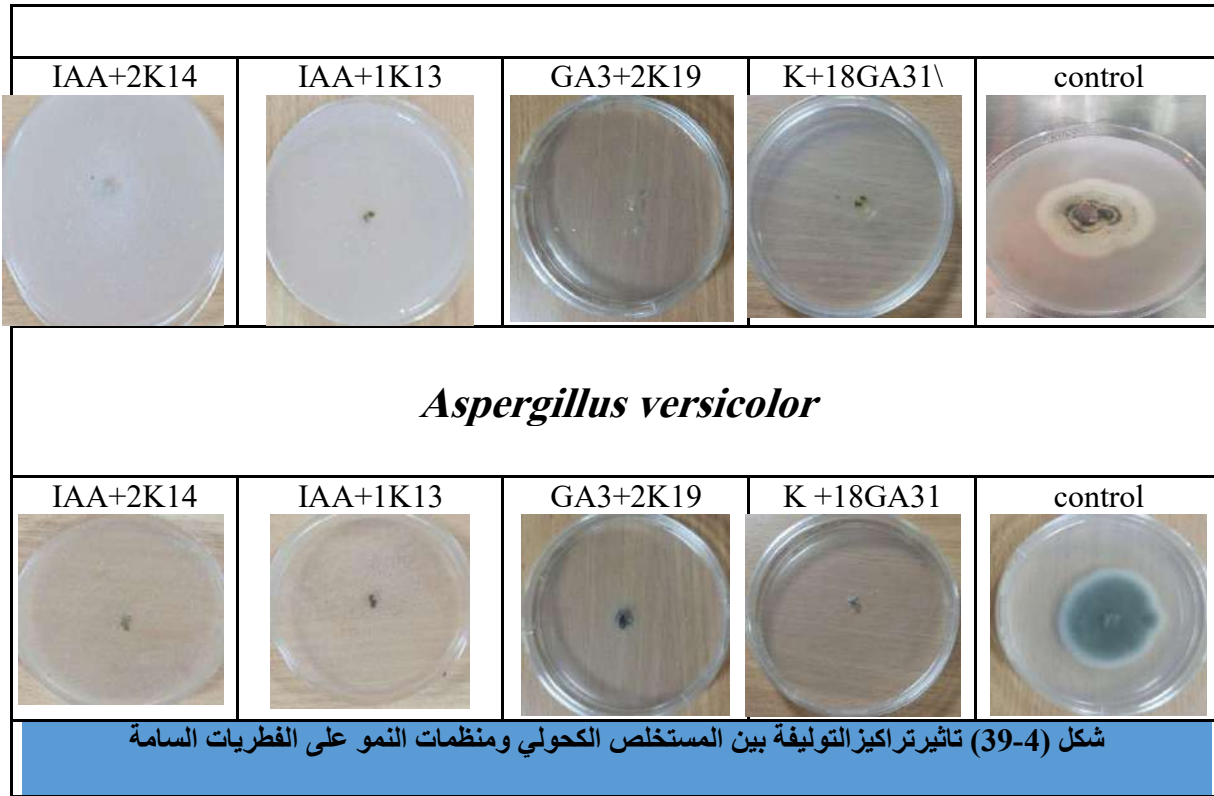 IAA+2K14 IAA+1K13 GA3+2K19 K+18GA31\ control
Aspergillus versicolor
IAA+2K14 IAA+1K13 GA3+2K19 K +18GA31 control
شكل (4-39) تاثيرتراكيزالتوليفة بين المستخلص الكحولي ومنظمات النمو على الفطريات السامة